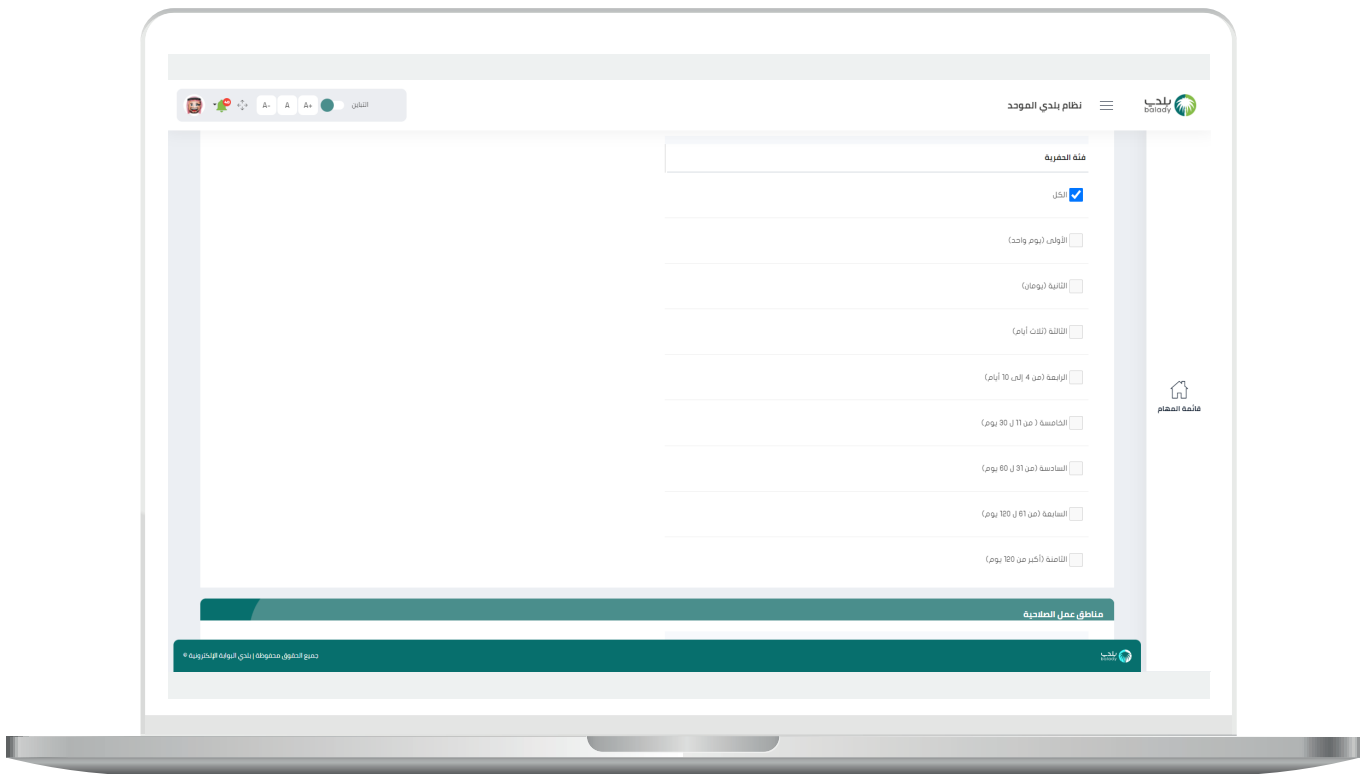 بلدي
balady
نظام بلدي الموحد
التباين
A+
A
A-
فئة الحفرية
الكل
الأولى (يوم واحد)
الثانية (يومان)
الثالثة (ثلاث أيام)
الرابعة (من 4 إلى 10 أيام)
الخامسة ( من 11 ل 30 يوم)
السادسة (من 31 ل 60 يوم)
السابعة (من 61 ل 120 يوم)
الثامنة (أكبر من 120 يوم)
قائمة المهام
مناطق عمل الصلاحية
بلدي
balady
جميع الحقوق محفوظة | بلدي البوابة الإلكترونية ©